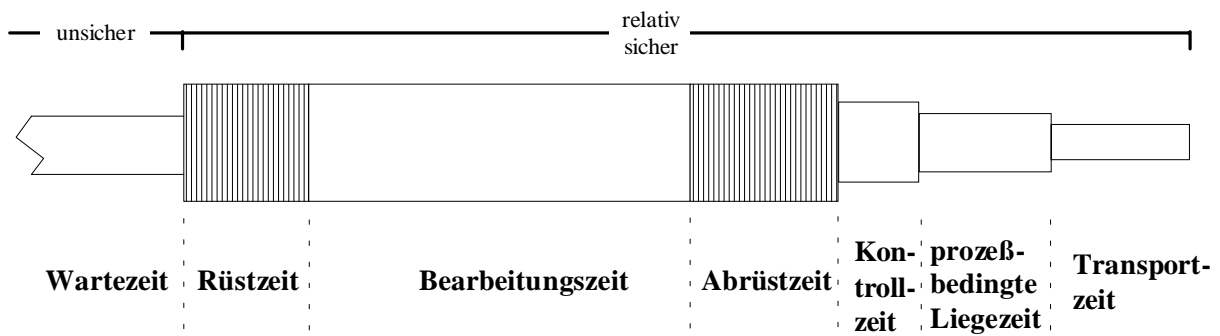 unsicher
relativ
sicher
Wartezeit
Rüstzeit
Bearbeitungszeit
Abrüstzeit
Kon-
troll-
zeit
prozeß-
bedingte
Liegezeit
Transport-
zeit